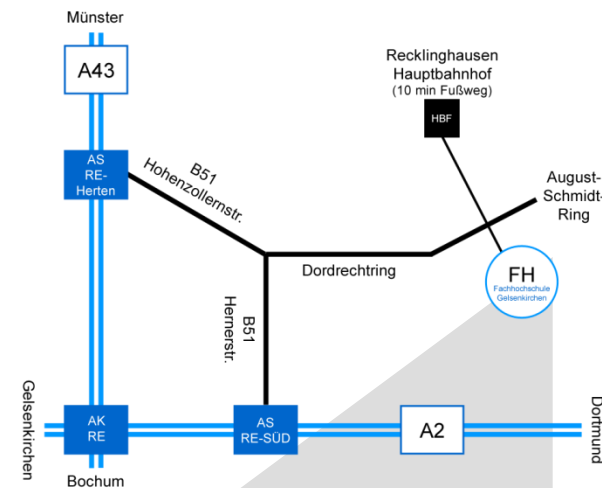 Münster
A43
Recklinghausen
Hauptbahnhof
(10 min Fußweg)
HBF
AS
RE-
Herten
B51
Hohenzollernstr.
August-
Schmidt-
Ring
Dordrechtring
FH
Fachhochschule
Gelsenkirchen
B51
Hernerstr.
Gelsenkirchen
AK
RE
AS
RE-SÜD
A2
Dortmund
Bochum